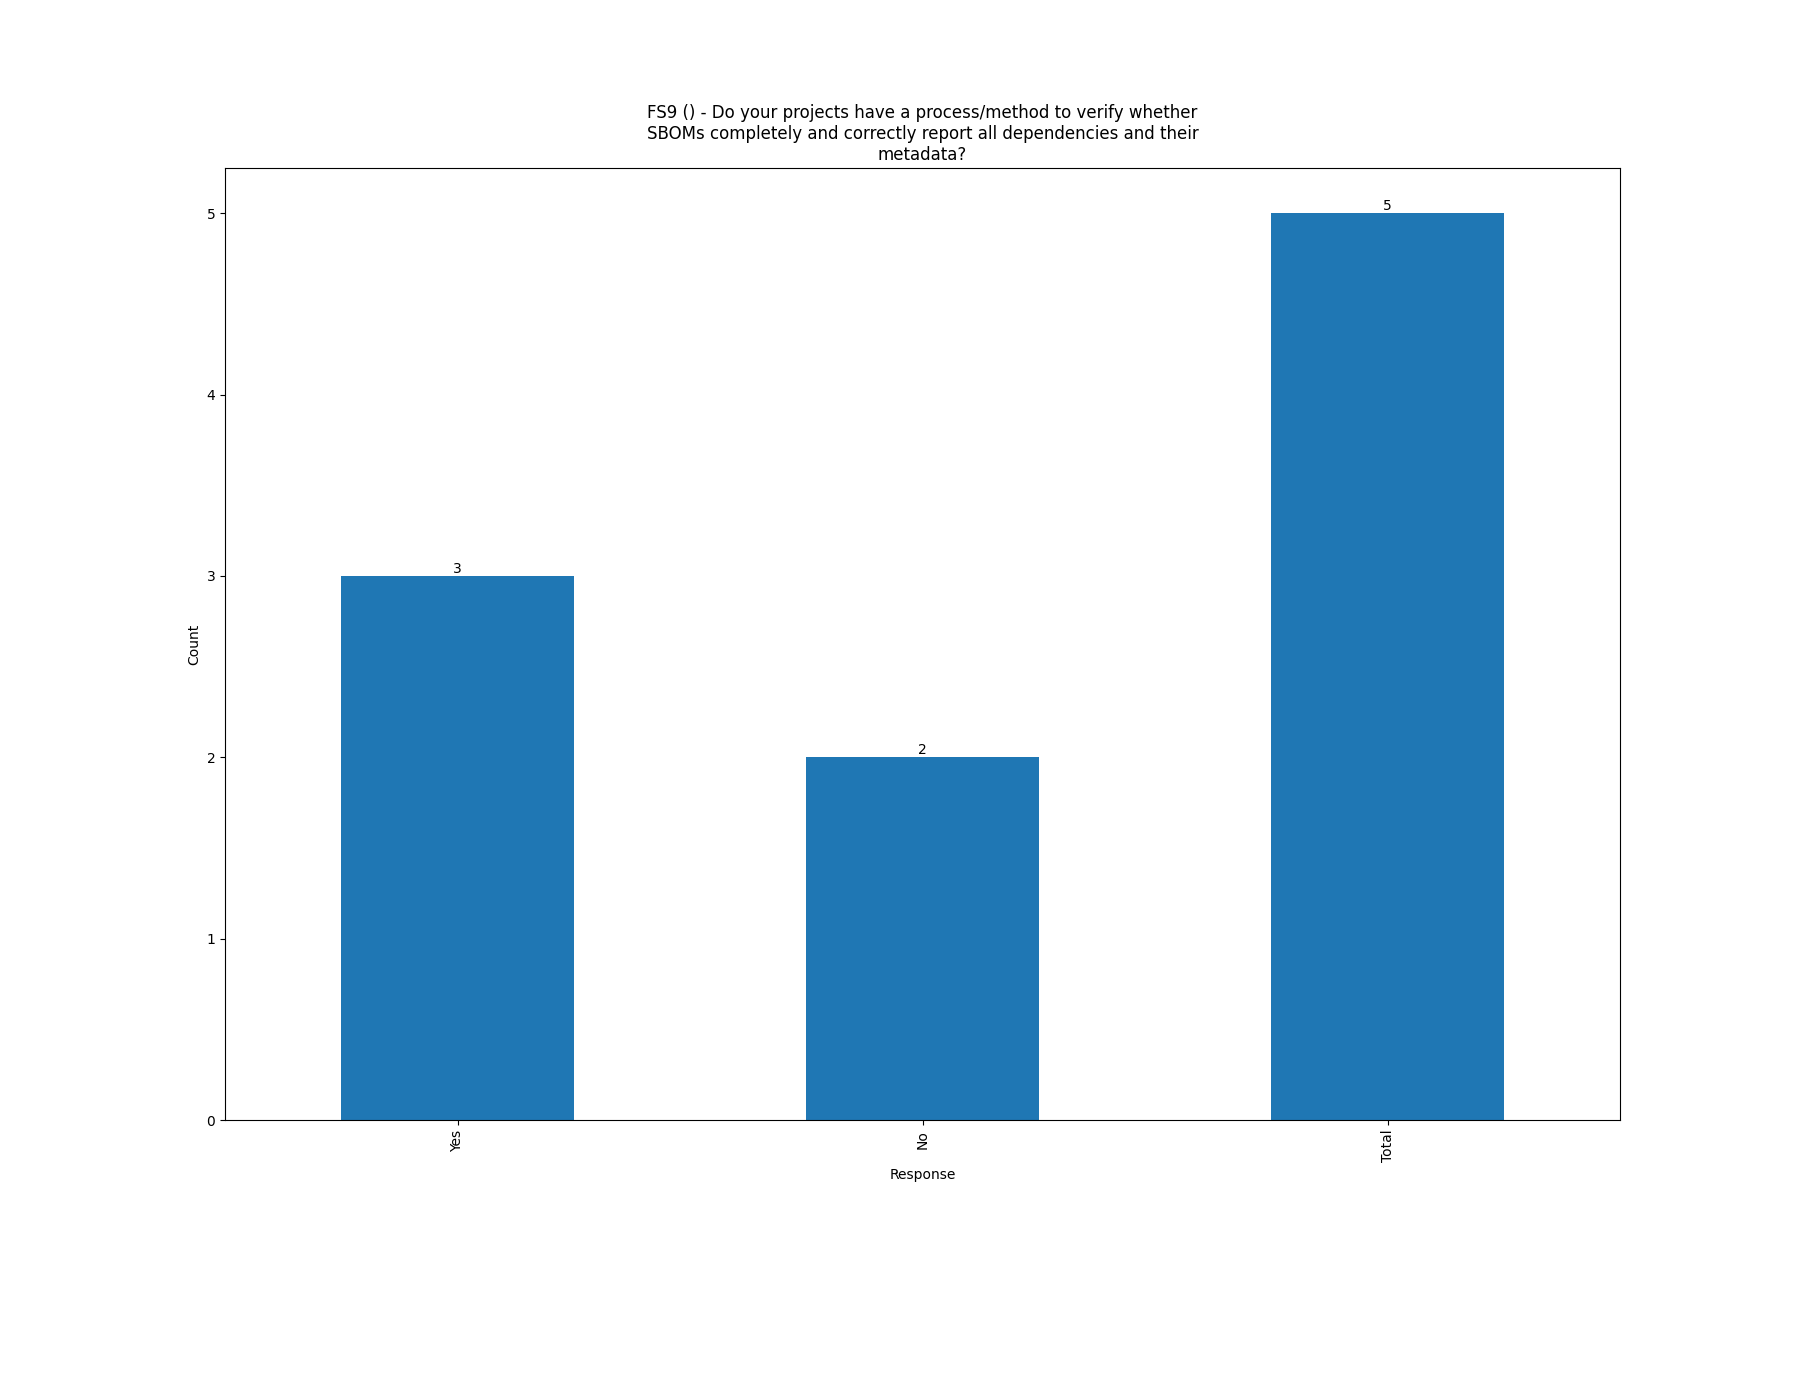 FS9 () - Do your projects have a process/method to verify whether
SBOMs completely and correctly report all dependencies and their
metadata?
5
4
3
2
1
0
Count
3
2
5
Yes
No
Total
Response